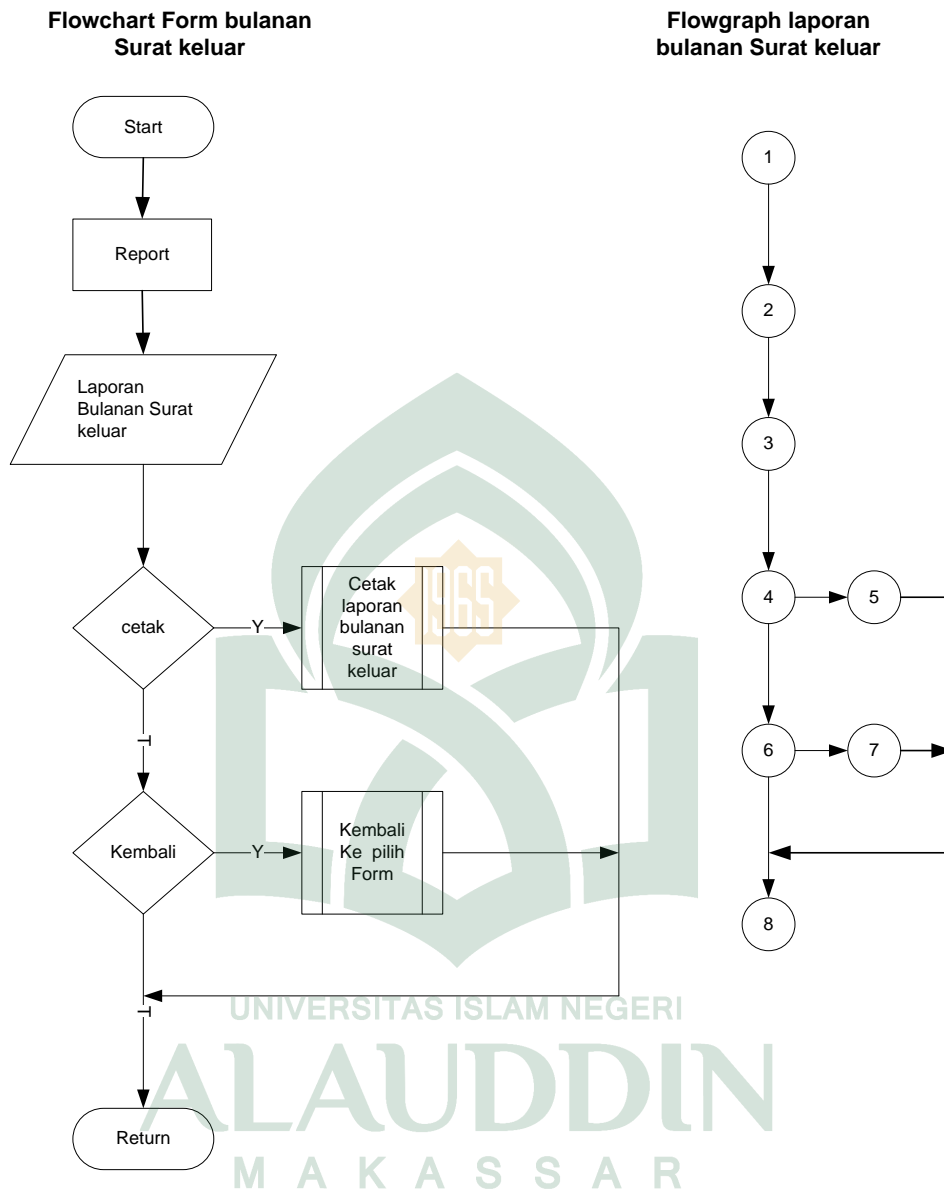 Flowchart Form bulanan
Surat keluar
Start
Report
Laporan
Bulanan Surat
keluar
cetak
Y
Cetak
laporan
bulanan
surat
keluar
T
Kembali
Y
Kembali
Ke pilih
Form
T
Return
Flowgraph laporan
bulanan Surat keluar
1
2
3
4
5
6
7
8
1965
UNIVERSITAS ISLAM NEGERI
ALAUDDIN
MAKASSAR